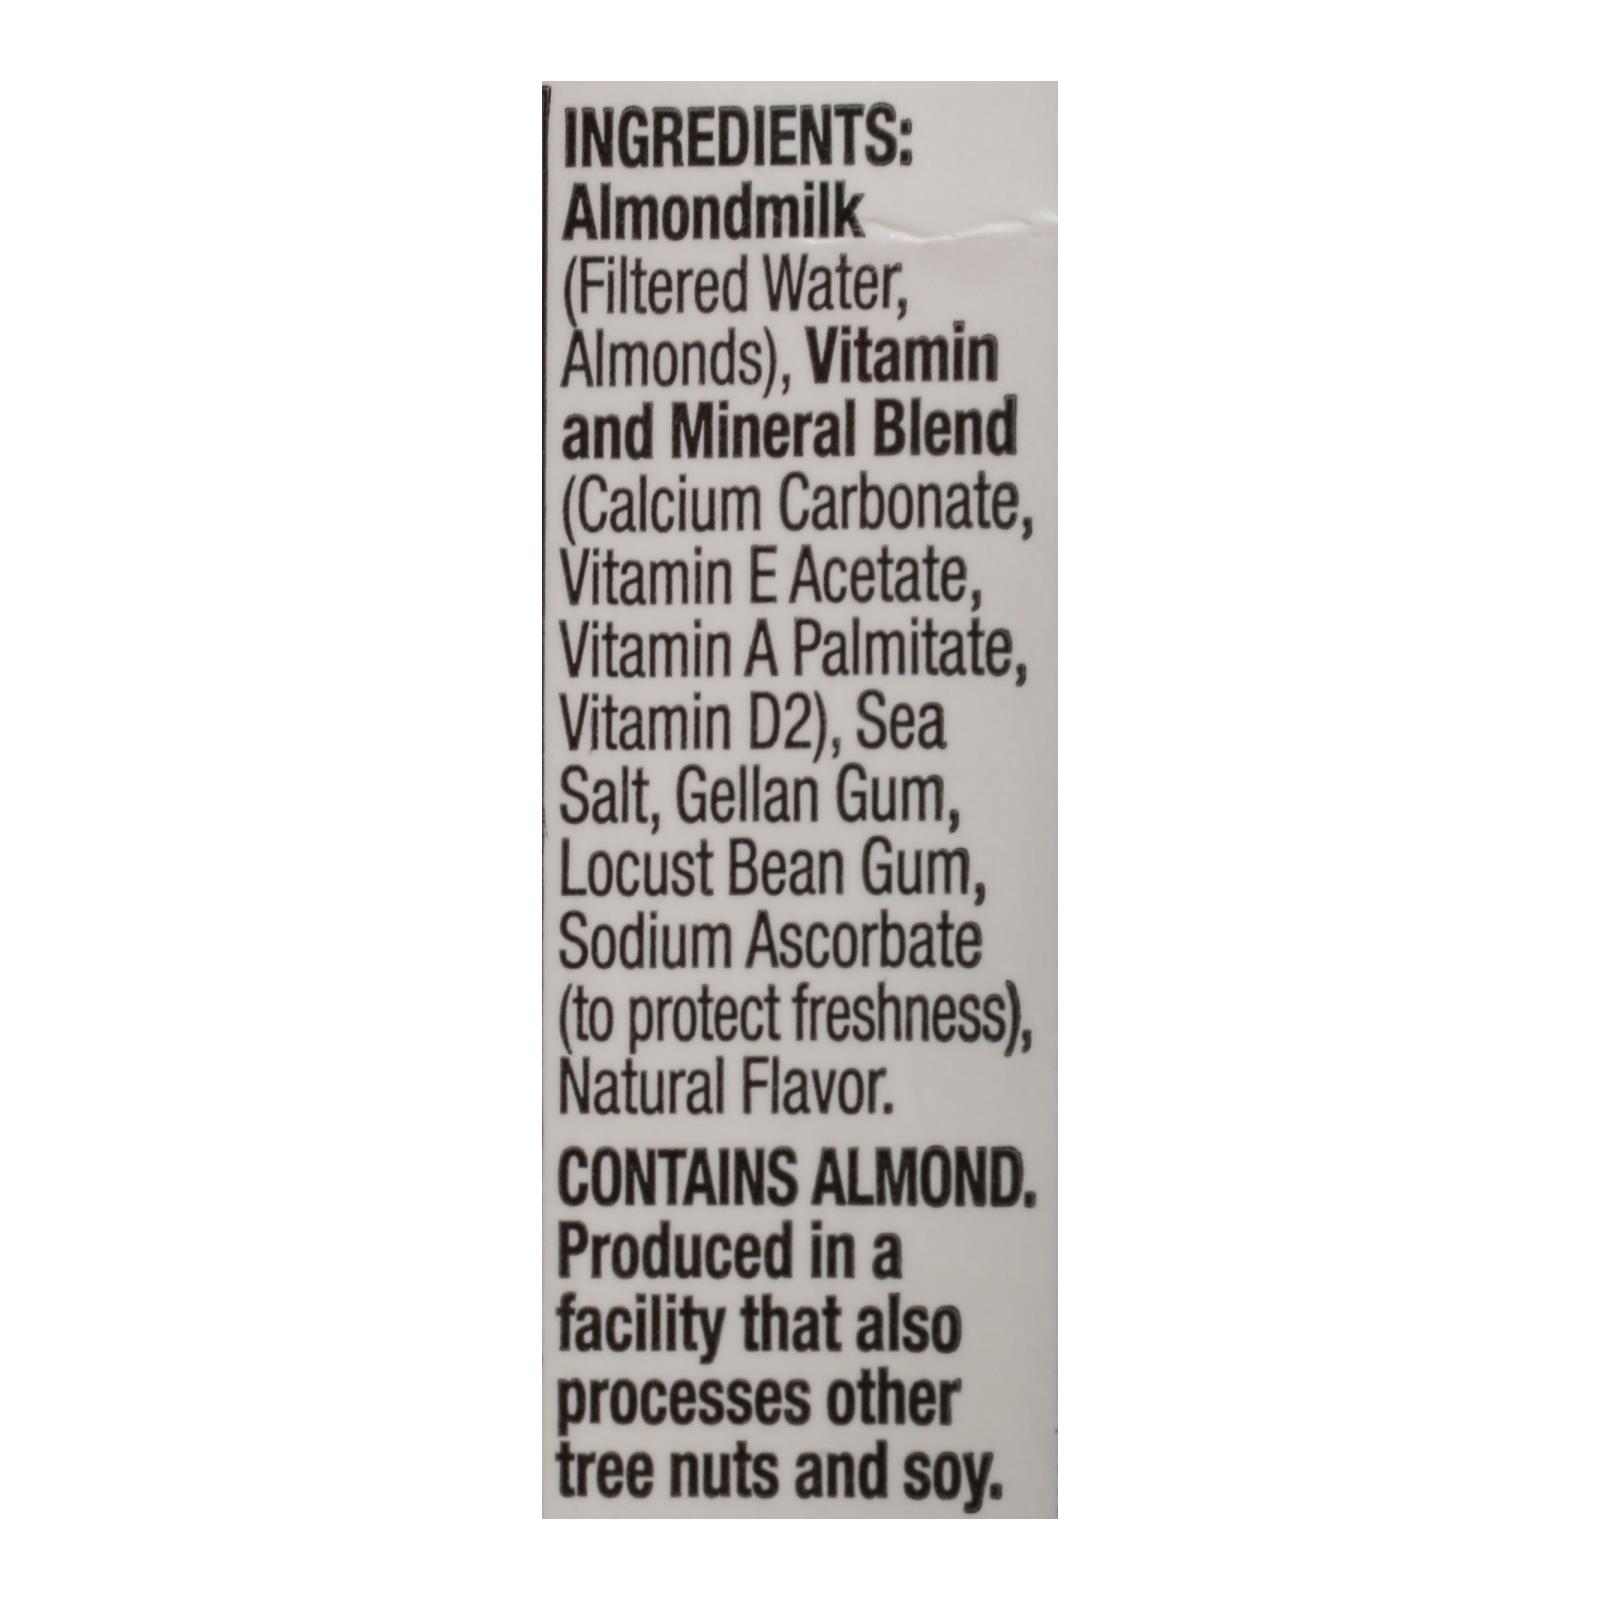 INGREDIENTS:
Almondmilk
(Filtered Water,
Almonds), Vitamin
and Mineral Blend
(Calcium Carbonate,
Vitamin E Acetate,
Vitamin A Palmitate,
Vitamin D2), Sea
Salt, Gellan Gum,
Locust Bean Gum,
Sodium Ascorbate
(to protect freshness),
Natural Flavor.
CONTAINS ALMOND.
Produced in a
facility that also
processes other
tree nuts and soy.